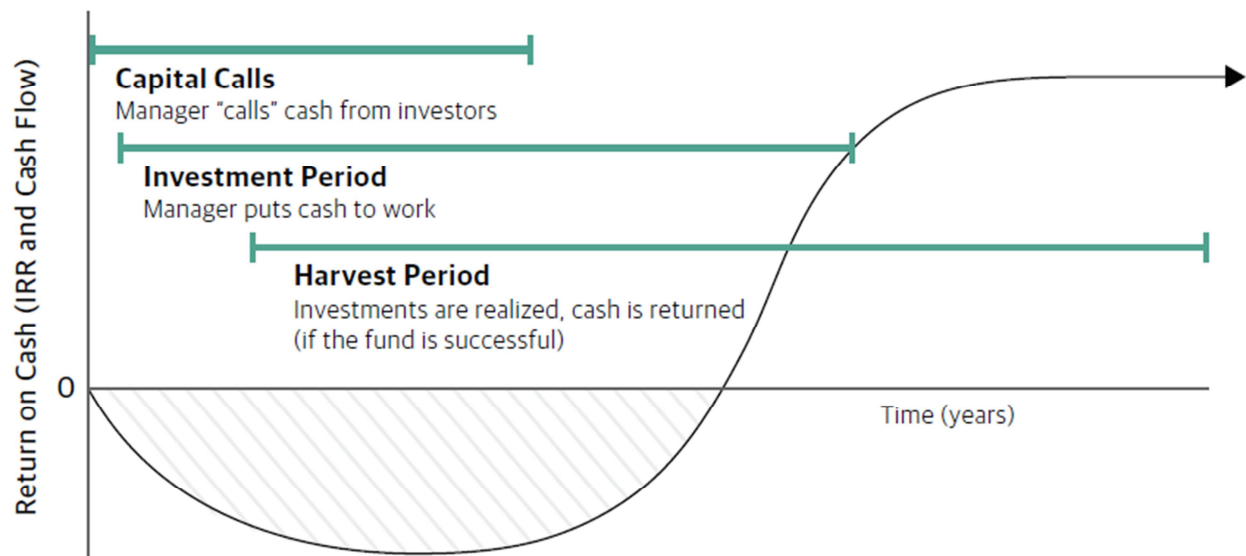 Return on Cash (IRR and Cash Flow)
Capital Calls
Manager “calls” cash from investors
Investment Period
Manager puts cash to work
Harvest Period
Investments are realized, cash is returned
(if the fund is successful)
0
Time (years)